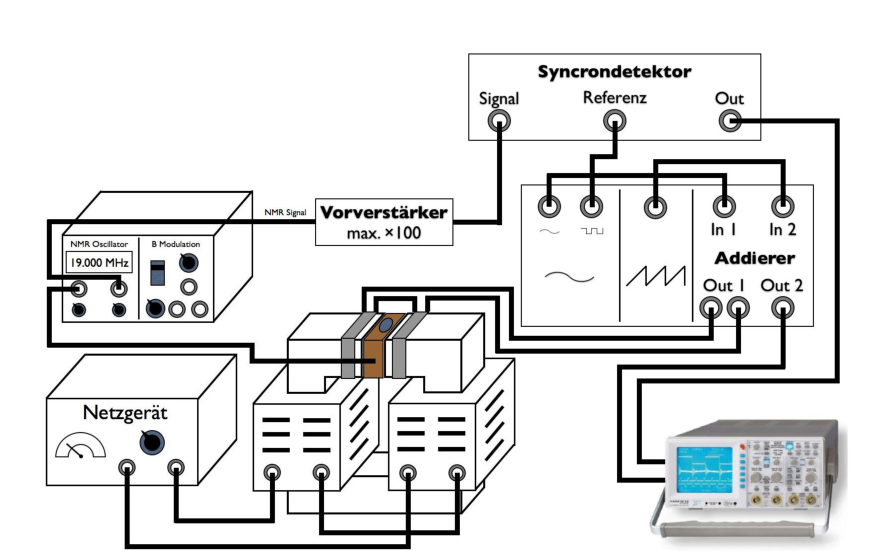 Syncrondetektor
Signal Referenz Out
NMR Signal
Vorverstärker
max. ×100
NMR Oscillator
B Modulation
19.000 MHz
In 1 In 2
Addierer
Out 1 Out 2
Netzgerät